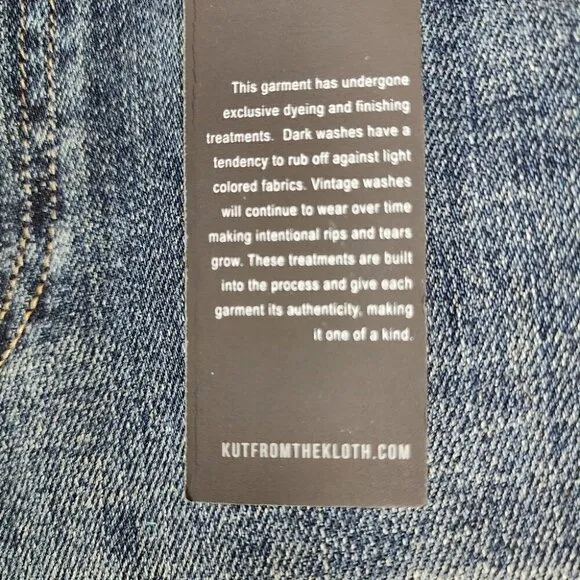 This garment has undergone
exclusive dyeing and finishing
treatments. Dark washes have a
tendency to rub off against light
colored fabrics. Vintage washes
will continue to wear over time
making intentional rips and tears
grow. These treatments are built
into the process and give each
garment its authenticity, making
it one of a kind.
KUTFROMTHEKLOTH.COM